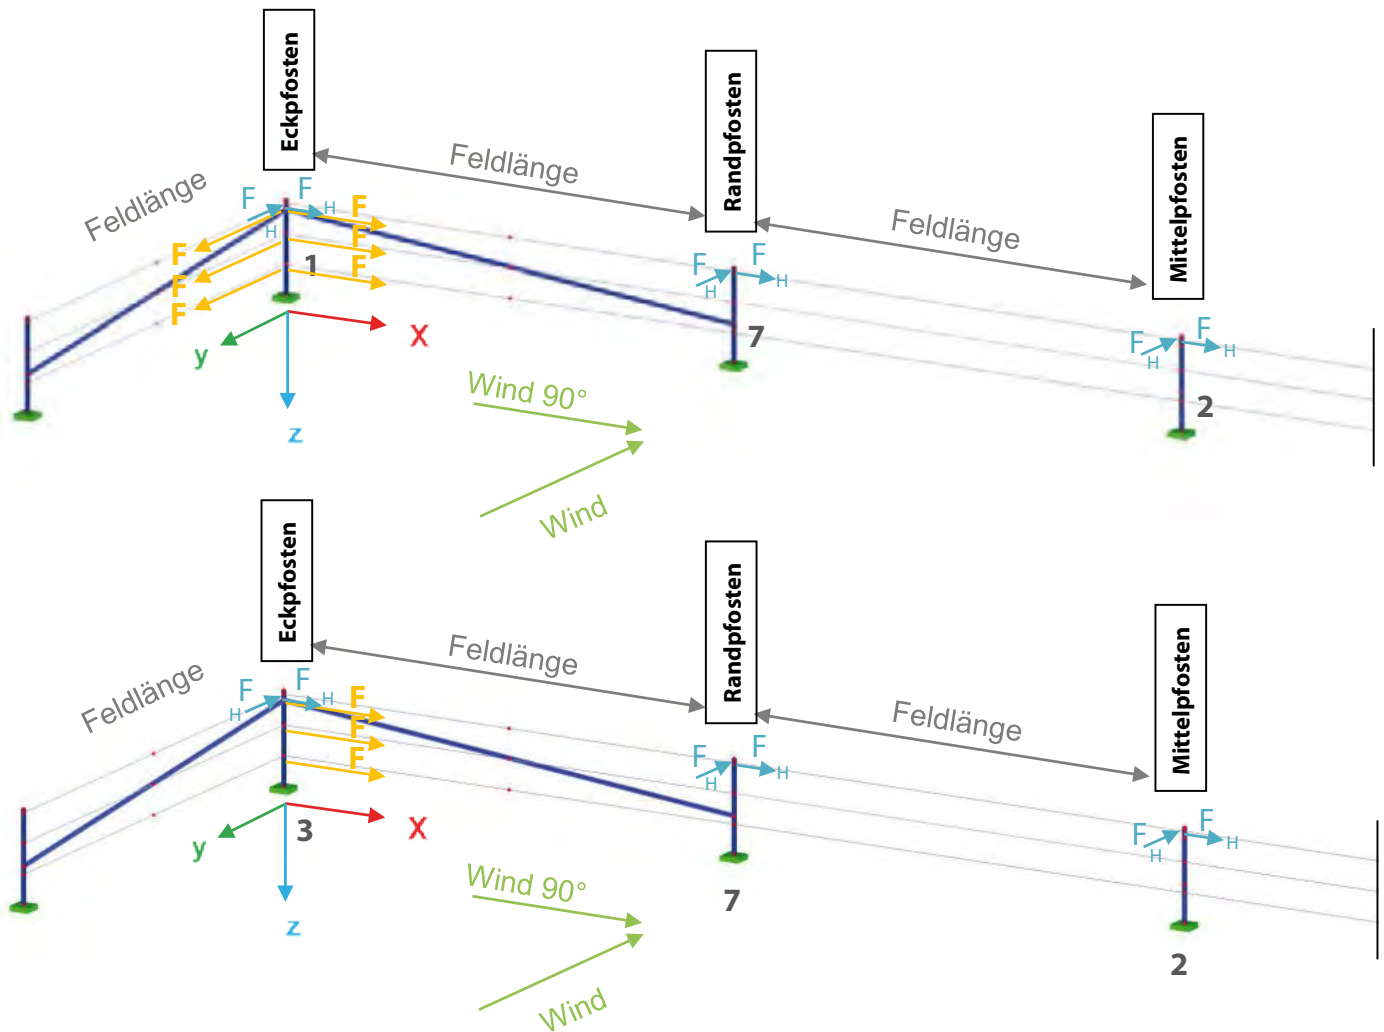 Eckpfosten
Randpfosten
Mittelpfosten
Feldlänge
Feldlänge
Feldlänge
F
H
F
H
F
F
F
F
F
F
1
F
H
F
H
7
F
H
F
H
2
X
y
z
Wind 90°
Wind
Eckpfosten
Randpfosten
Mittelpfosten
Feldlänge
Feldlänge
Feldlänge
F
H
F
H
F
F
F
3
F
H
F
H
7
F
H
F
H
2
X
y
z
Wind 90°
Wind